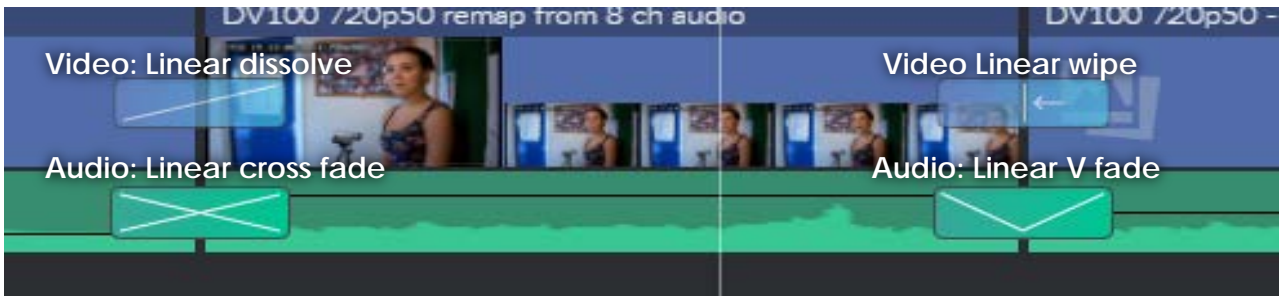 DV100 720p50 remap from 8 ch audio
DV100 720p50 -
Video: Linear dissolve
Video Linear wipe
Audio: Linear cross fade
Audio: Linear V fade